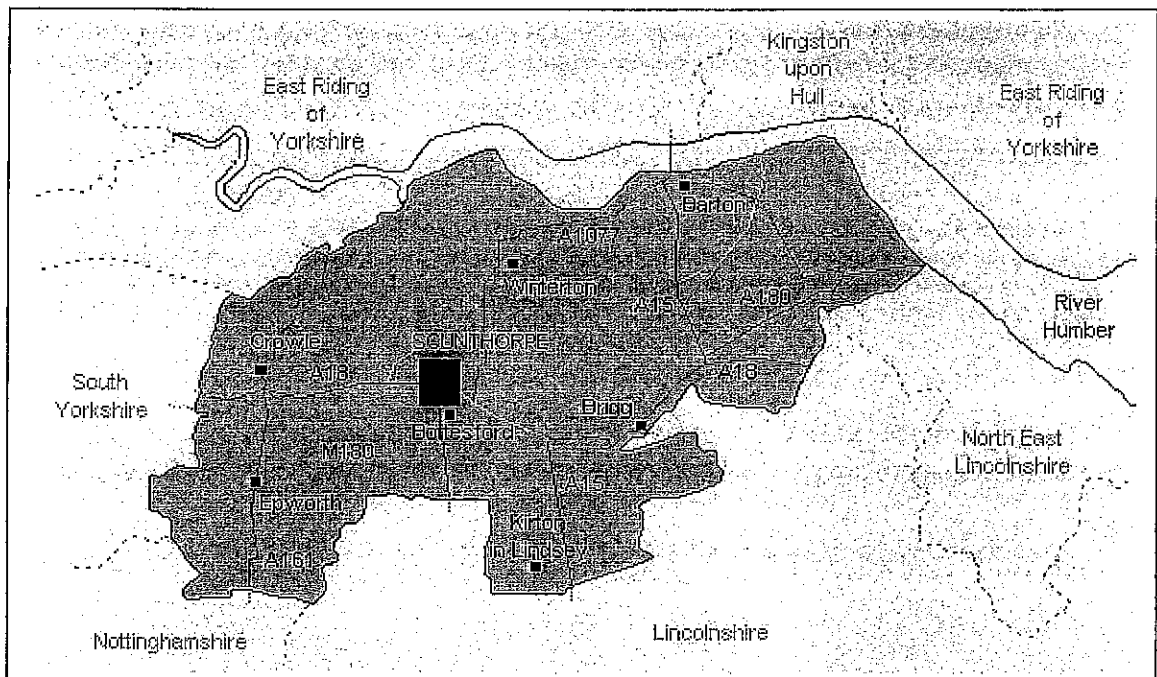 Kingston
upon
Hull
East Riding
of
Yorkshire
East Riding
of
Yorkshire
Barton
A1077
Winterton
A15
A180
River
Humber
Crowle
SCUNTHORPE
A18
A18
South
Yorkshire
Brigg
Bottesford
North East
Lincolnshire
M180
A15
Epworth
Kirton
in Lindsey
A161
Nottinghamshire
Lincolnshire